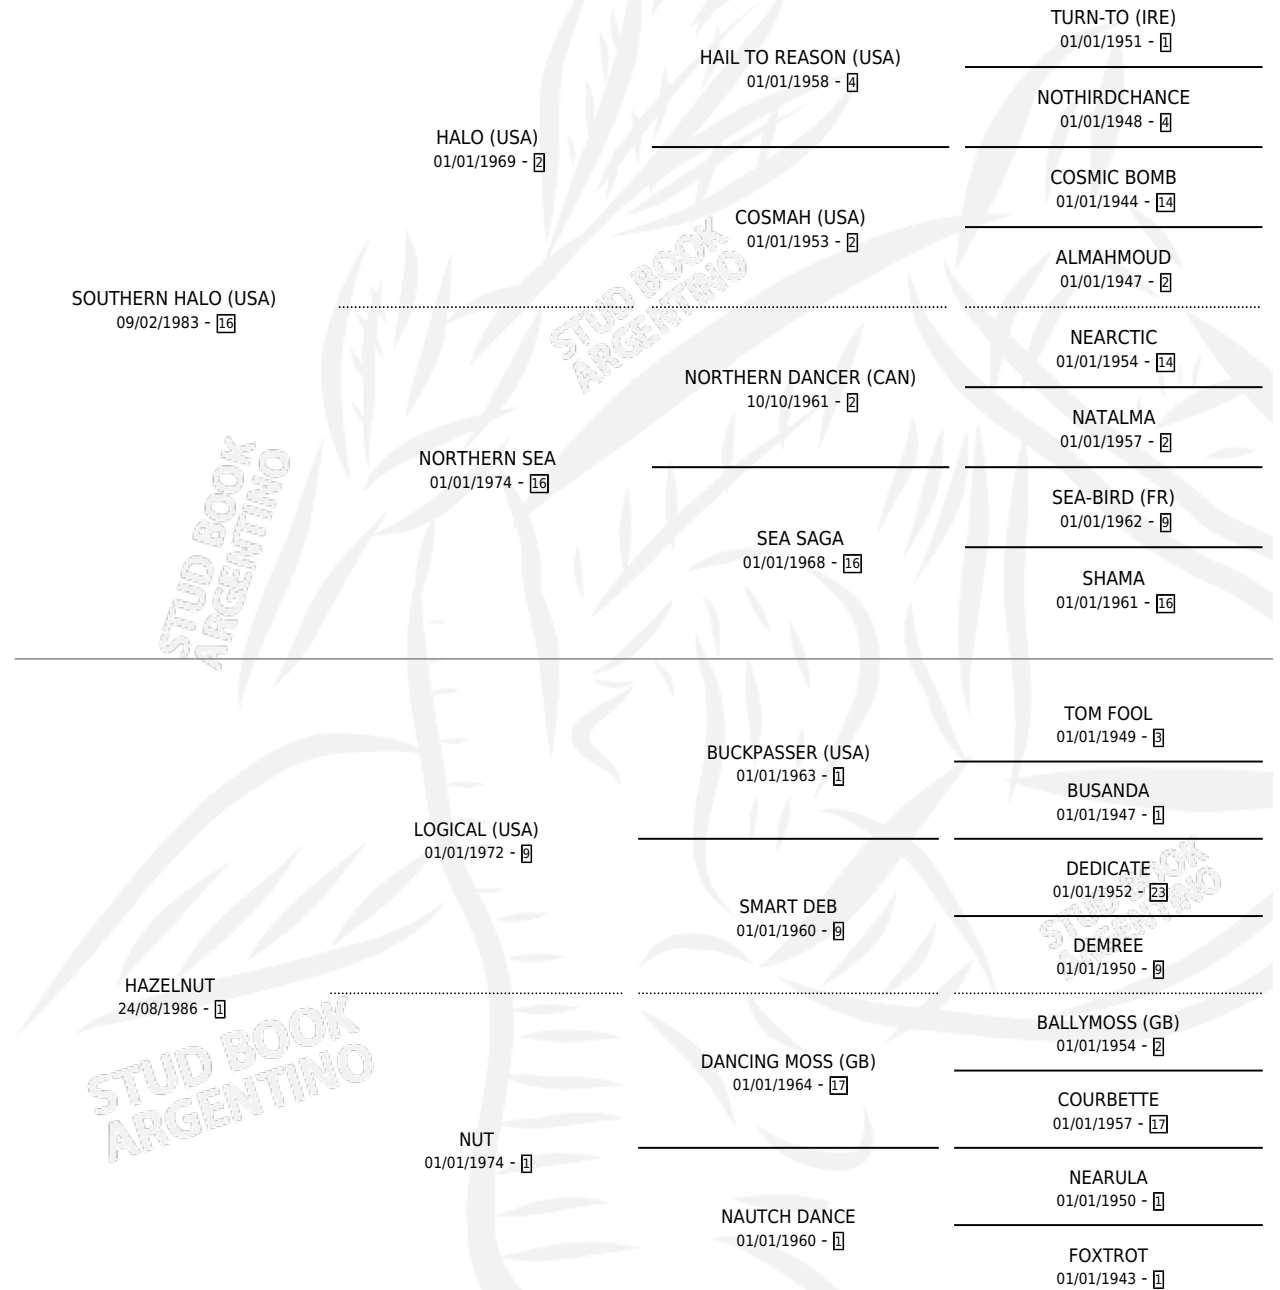 TURN-TO (IRE)
01/01/1951 - 1
HAIL TO REASON (USA)
01/01/1958 - 4
NOTHIRDCHANCE
01/01/1948 - 4
HALO (USA)
01/01/1969 - 2
COSMIC BOMB
01/01/1944 - 14
COSMAH (USA)
01/01/1953 - 2
ALMAHMOUD
01/01/1947 - 2
SOUTHERN HALO (USA)
09/02/1983 - 16
STUD BOOK
ARGENTINO
NEARCTIC
01/01/1954 - 14
NORTHERN DANCER (CAN)
10/10/1961 - 2
NATALMA
01/01/1957 - 2
NORTHERN SEA
01/01/1974 - 16
SEA-BIRD (FR)
01/01/1962 - 9
SEA SAGA
01/01/1968 - 16
SHAMA
01/01/1961 - 16
STUD BOOK
ARGENTINO
TOM FOOL
01/01/1949 - 3
BUCKPASSER (USA)
01/01/1963 - 1
BUSANDA
01/01/1947 - 1
LOGICAL (USA)
01/01/1972 - 9
DEDICATE
01/01/1952 - 23
SMART DEB
01/01/1960 - 9
DEMREE
01/01/1950 - 9
STUD BOOK
ARGENTINO
HAZELNUT
24/08/1986 - 1
STUD BOOK
ARGENTINO
BALLYMOSS (GB)
01/01/1954 - 2
DANCING MOSS (GB)
01/01/1964 - 17
COURBETTE
01/01/1957 - 17
NUT
01/01/1974 - 1
NEARULA
01/01/1950 - 1
NAUTCH DANCE
01/01/1960 - 1
FOXTROT
01/01/1943 - 1